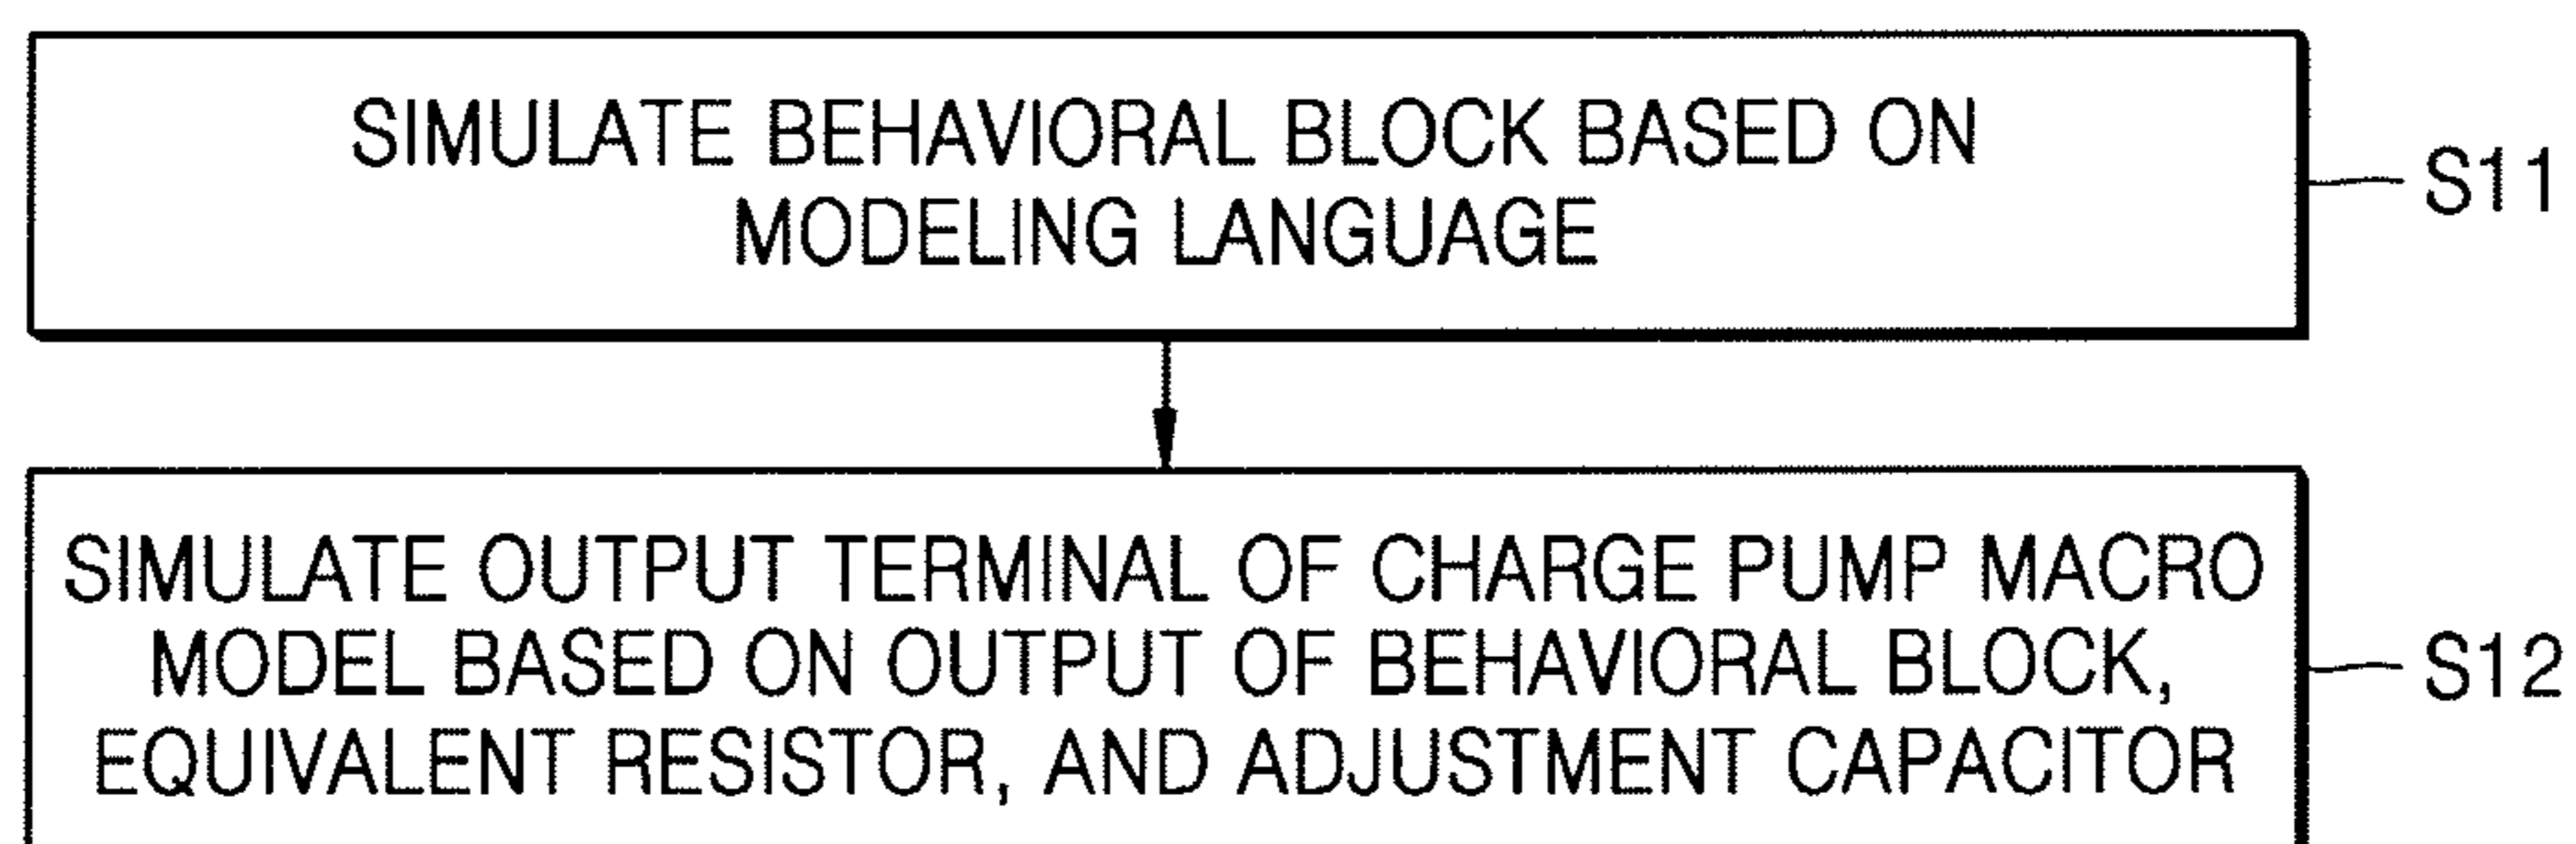 SIMULATE BEHAVIORAL BLOCK BASED ON
MODELING LANGUAGE
S11
SIMULATE OUTPUT TERMINAL OF CHARGE PUMP MACRO
MODEL BASED ON OUTPUT OF BEHAVIORAL BLOCK,
EQUIVALENT RESISTOR, AND ADJUSTMENT CAPACITOR
S12